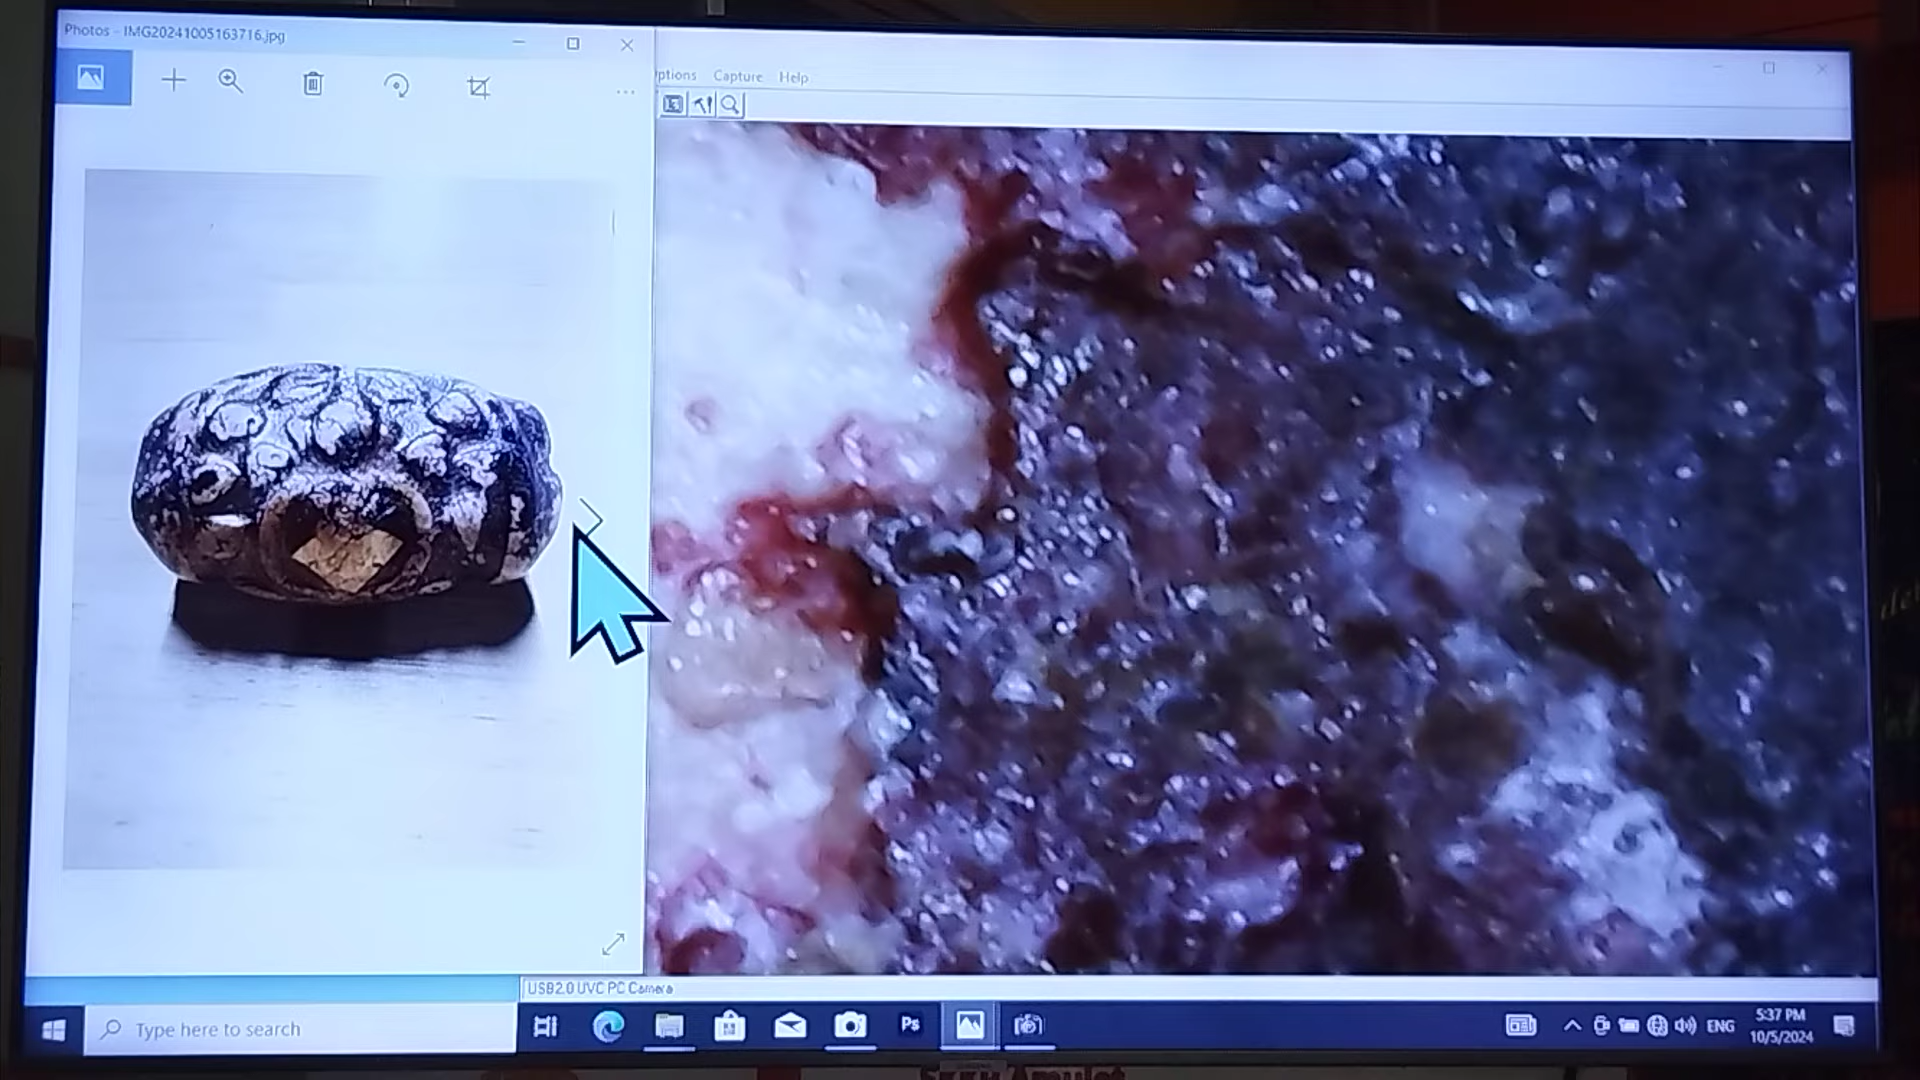 Photos - IMG20241005163716.jpg
ptions Capture Help
USB2.0 UVC PC Camera
Type here to search
Ps
ENG
5:37 PM
10/5/2024
Amulet